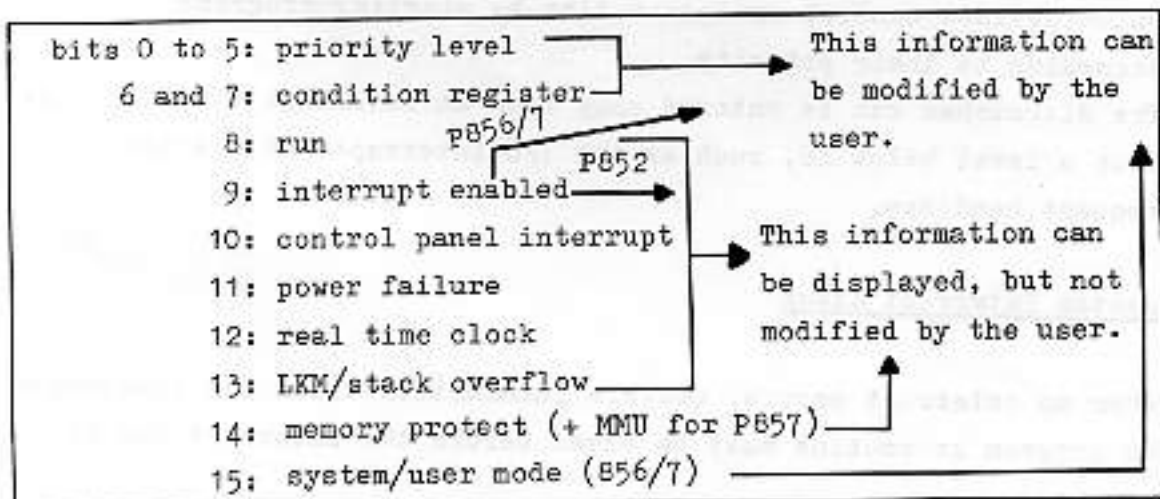 bits 0 to 5: priority level
6 and 7: condition register
This information can
be modified by the
user.
8: run
P856/7
P852
9: interrupt enabled
10: control panel interrupt
11: power failure
12: real time clock
13: LKM/stack overflow
This information can
be displayed, but not
modified by the user.
14: memory protect (+ MMU for P857)
15: system/user mode (856/7)